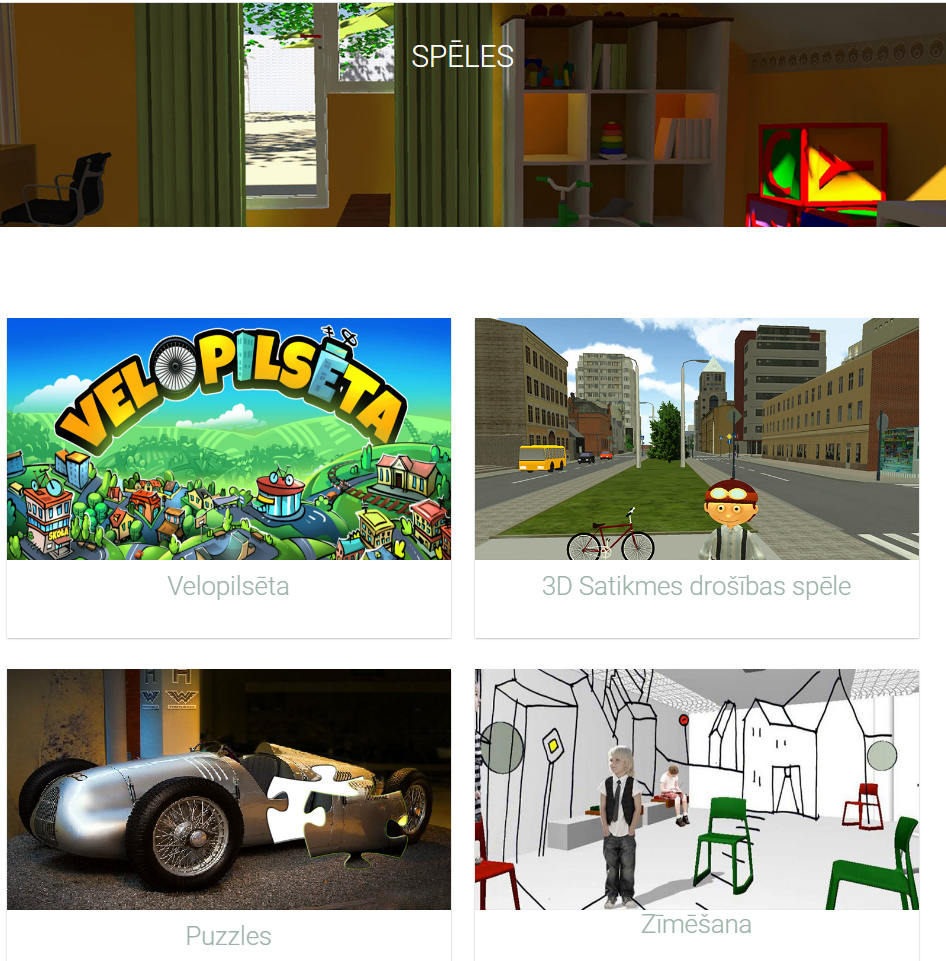 SPĒLES
VELOPILSĒTA
SKOLA
Velopilsēta
3D Satikmes drošības spēle
Puzzles
Zīmēšana